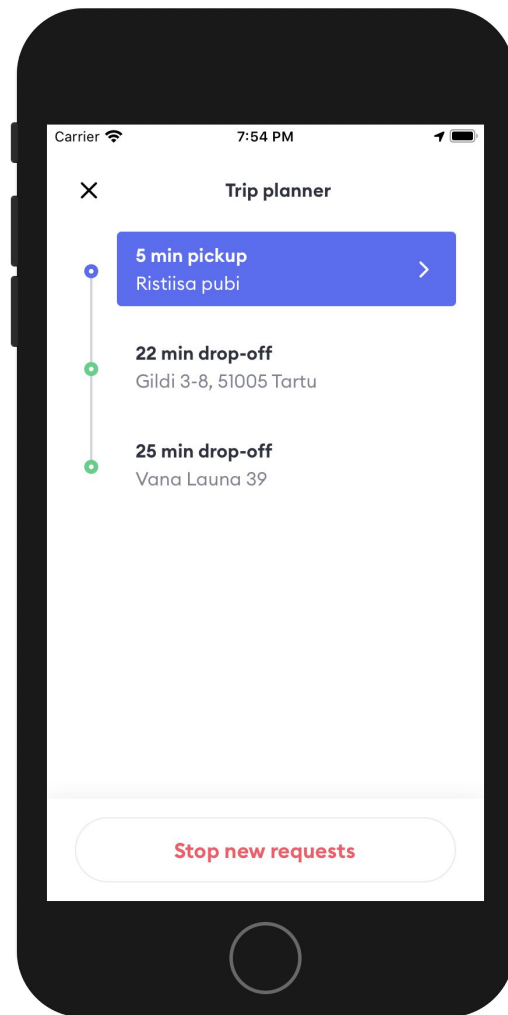 Carrier
7:54 PM
Trip planner
5 min pickup
Ristiisa pubi
22 min drop-off
Gildi 3-8, 51005 Tartu
25 min drop-off
Vana Launa 39
Stop new requests